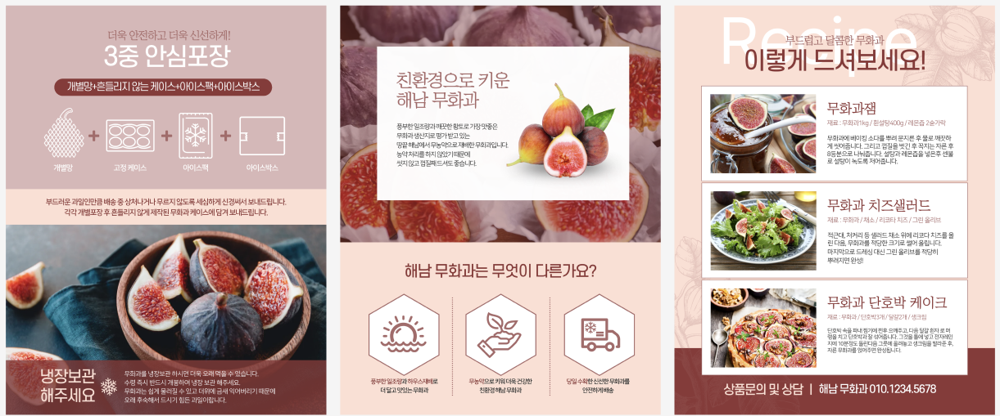 더욱 안전하고 더욱 신선하게!
3중 안심포장
개별망+흔들리지 않는 케이스+아이스팩+아이스박스
개별망
고정 케이스
아이스팩
아이스박스
부드러운 과일인만큼 배송 중 상처나거나 무르지 않도록 세심하게 신경써서 보내드립니다.
각각 개별포장 후 흔들리지 않게 제작된 무화과 케이스에 담겨 보내드립니다.
냉장보관
해주세요
무화과를 냉장보관 하시면 더욱 오래 먹을 수 있습니다.
수령 즉시 반드시 개봉하여 냉장 보관 해주세요.
무화과는 쉽게 물러질 수 있고 더위에 금새 익어버리기 때문에
오래 후숙해서 드시기 힘든 과일이랍니다.
친환경으로 키운
해남 무화과
풍부한 일조량과 깨끗한 황토로 가장 맛좋은
무화과 생산지로 평가 받고 있는
땅끝 해남에서 무농약으로 재배한 무화과입니다.
농약 처리를 하지 않았기 때문에
씻지 않고 껍질째 드셔도 좋습니다.
해남 무화과는 무엇이 다른가요?
풍부한 일조량과 하우스재배로
더 달고 맛있는 무화과
무농약으로 키워 더욱 건강한
친환경 해남 무화과
당일 수확한 신선한 무화과를
안전하게 배송
Recipe
부드럽고 달콤한 무화과
이렇게 드셔보세요!
무화과잼
재료 : 무화과1kg / 흰설탕400g / 레몬즙 2숟가락
무화과에 베이킹 소다를 뿌려 문지른 후 물로 깨끗하
게 씻어줍니다. 그리고 껍질을 벗긴 후 꼭지는 자른 후
8등분으로 나눠줍니다. 설탕과 레몬즙을 넣은후 센불
로 설탕이 녹도록 저어줍니다.
무화과 치즈샐러드
재료 : 무화과 / 채소 / 리코타 치즈 / 그린 올리브
적근대, 치커리 등 샐러드 채소 위에 리코다 치즈를 올
린 다음, 무화과를 적당한 크기로 썰어 올립니다.
마지막으로 드레싱 대신 그린 올리브를 적당히
뿌려지면 완성!
무화과 단호박 케이크
재료 : 무화과 / 단호박3개 / 달걀2개 / 생크림
단호박 속을 파내 찜기에 찐후 으깨주고, 다음 달걀 흰자 로 머
랭을 치고 단호박과 잘 섞어줍니다. 그것을 틀에 넣고 전자레인
지에 10분정도 돌린다음 그릇에 올려놓고 생크림을 발라준 후,
자른 무화과를 얹어주면 완성됩니다.
상품문의 및 상담 | 해남 무화과 010.1234.5678